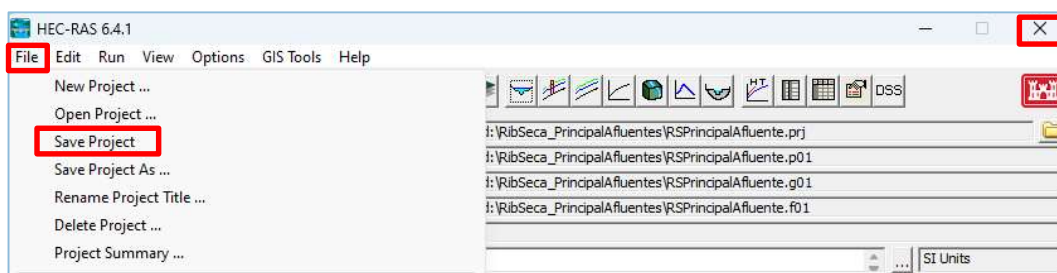 HEC-RAS 6.4.1
File Edit Run View Options GIS Tools Help
New Project ...
Open Project ...
Save Project
Save Project As ...
Rename Project Title ...
Delete Project ...
Project Summary ...
DSS
d:\RibSeca_PrincipalAfluentes\RSPrincipalAfluente.prj
d:\RibSeca_PrincipalAfluentes\RSPrincipalAfluente.p01
d:\RibSeca_PrincipalAfluentes\RSPrincipalAfluente.g01
d:\RibSeca_PrincipalAfluentes\RSPrincipalAfluente.f01
... SI Units